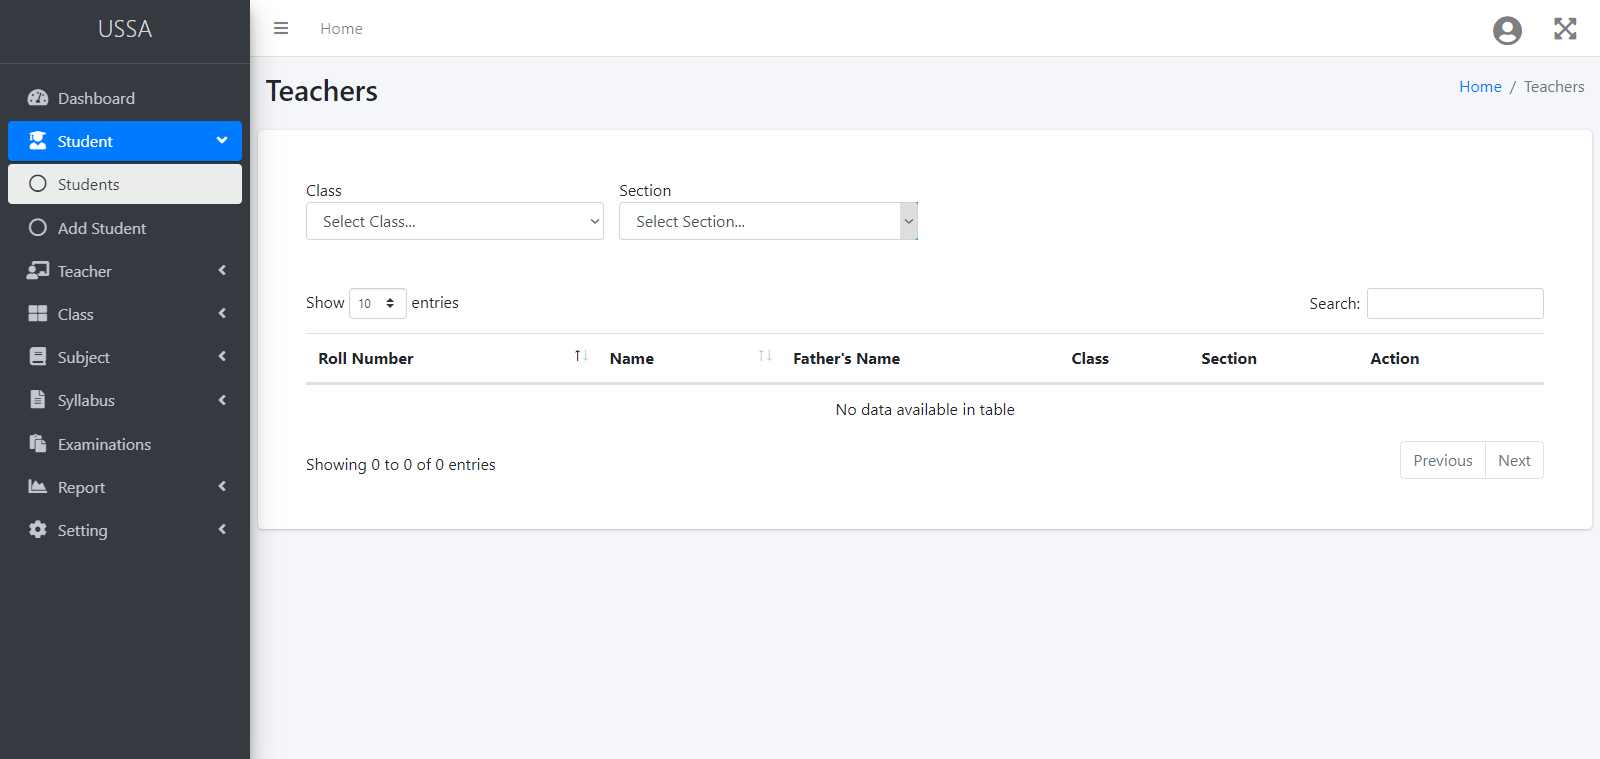 USSA
Home
Dashboard
Student
Students
Add Student
Teacher
Class
Subject
Syllabus
Examinations
Report
Setting
Teachers
Home / Teachers
Class Section
Select Class... Select Section...
Show 10 entries Search:
Roll Number Name Father's Name Class Section Action
No data available in table
Showing 0 to 0 of 0 entries Previous Next